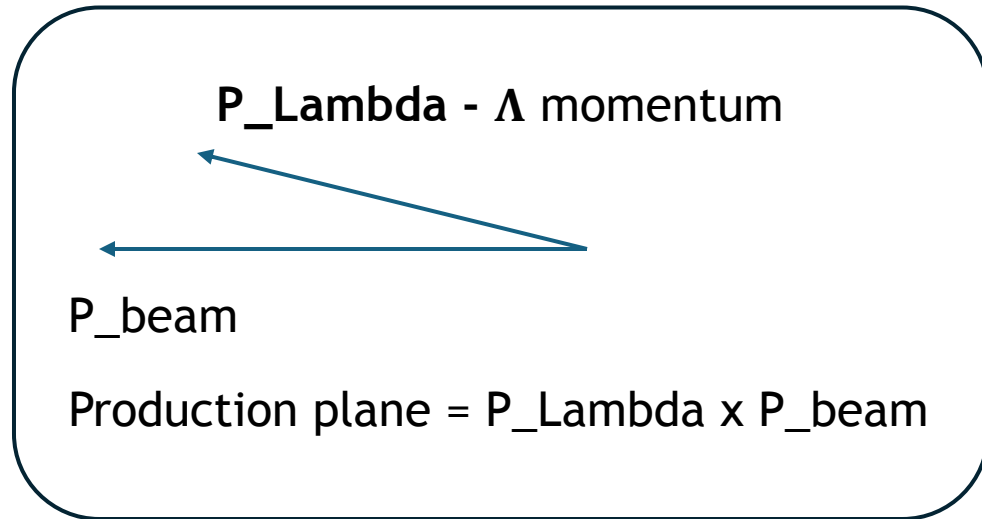 P_Lambda - Λ momentum
P_beam
Production plane = P_Lambda x P_beam